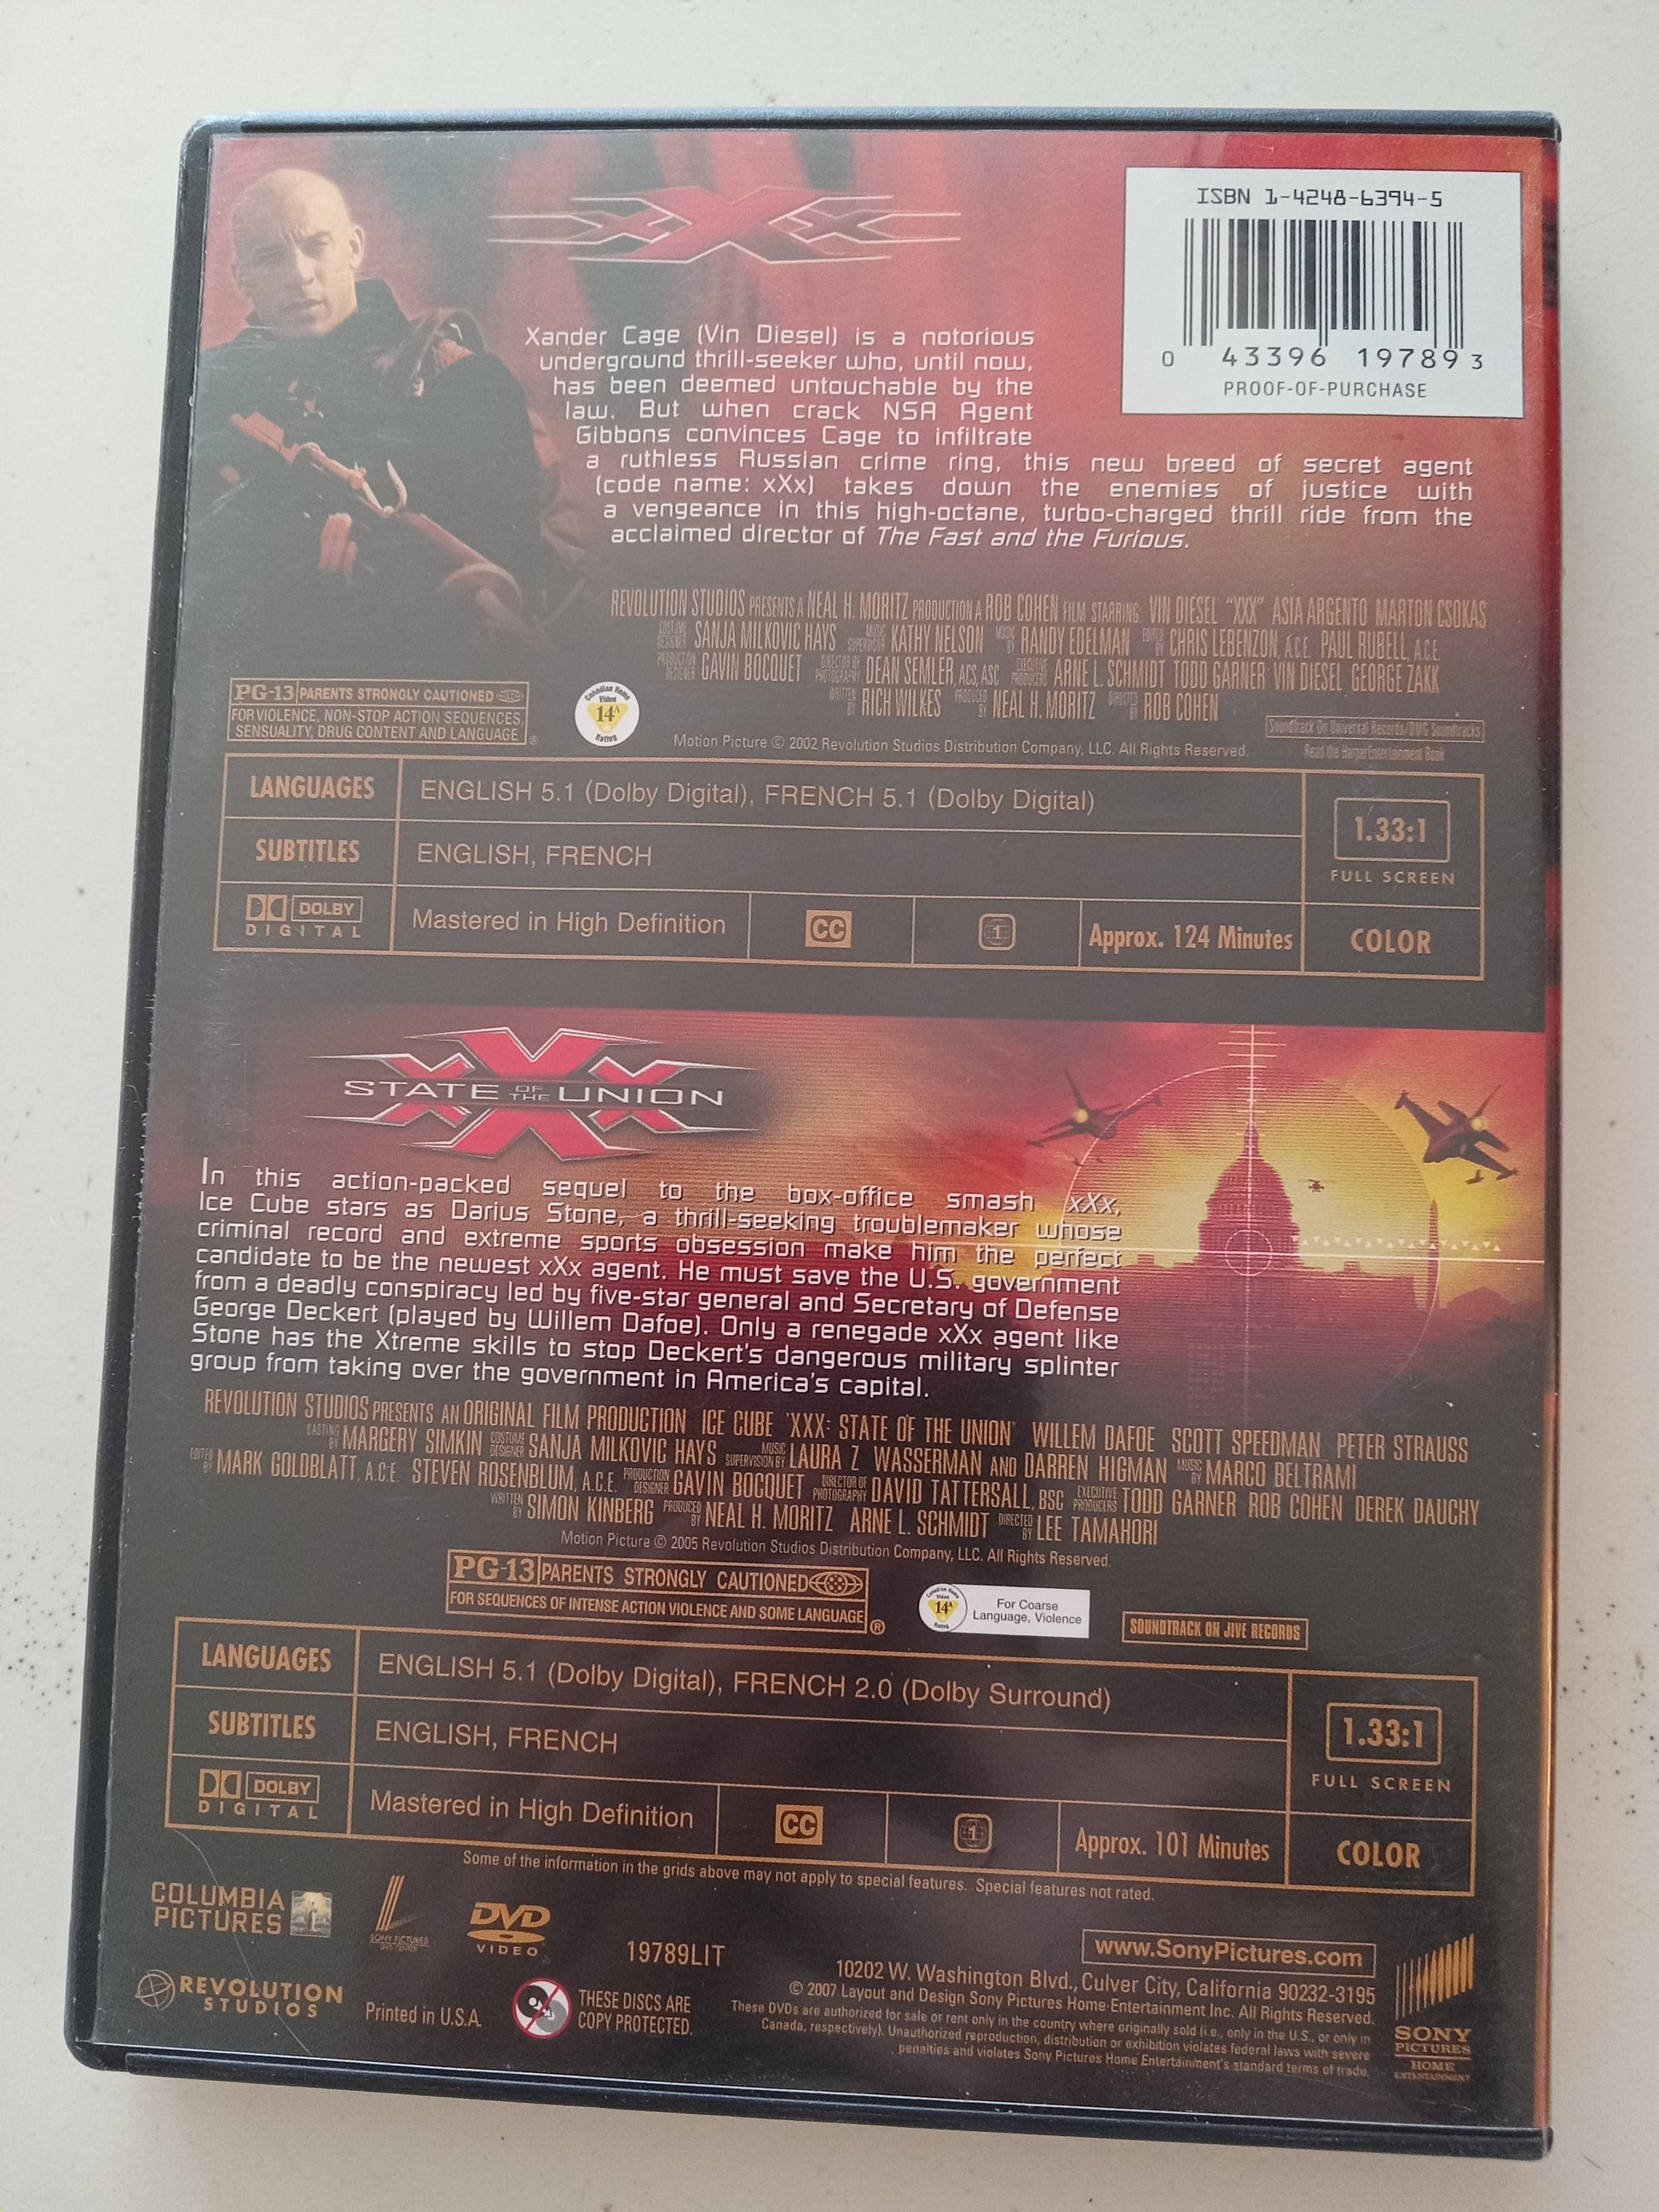 xXx
ISBN 1-4248-6394-5
0 43396 19789 3
PROOF-OF-PURCHASE
Xander Cage (Vin Diesel) is a notorious
underground thrill-seeker who, until now,
has been deemed untouchable by the
law. But when crack NSA Agent
Gibbons convinces Cage to infiltrate
a ruthless Russian crime ring, this new breed of secret agent
(code name: xXx) takes down the enemies of justice with
a vengeance in this high-octane, turbo-charged thrill ride from the
acclaimed director of The Fast and the Furious.
REVOLUTION STUDIOS PRESENTS A NEAL H. MORITZ PRODUCTION A ROB COHEN FILM STARRING: VIN DIESEL "XXX" ASIA ARGENTO MARTON CSOKAS
COSTUME DESIGNER SANJA MILKOVIC HAYS MUSIC SUPERVISOR KATHY NELSON MUSIC BY RANDY EDELMAN EDITED BY CHRIS LEBENZON, A.C.E. PAUL RUBELL, A.C.E.
PRODUCTION DESIGNER GAVIN BOCQUET DIRECTOR OF PHOTOGRAPHY DEAN SEMLER, ACS, ASC EXECUTIVE PRODUCERS ARNE L. SCHMIDT TODD GARNER VIN DIESEL GEORGE ZAKK
WRITTEN BY RICH WILKES PRODUCED BY NEAL H. MORITZ DIRECTED BY ROB COHEN
PG-13 PARENTS STRONGLY CAUTIONED
FOR VIOLENCE, NON-STOP ACTION SEQUENCES,
SENSUALITY, DRUG CONTENT AND LANGUAGE ®
Canadian Home Video 14A Rating
Soundtrack On Universal Records/UMG Soundtracks
Read the HarperEntertainment Book
Motion Picture © 2002 Revolution Studios Distribution Company, LLC. All Rights Reserved.
LANGUAGES ENGLISH 5.1 (Dolby Digital), FRENCH 5.1 (Dolby Digital)
1.33:1
FULL SCREEN
SUBTITLES ENGLISH, FRENCH
DOLBY DIGITAL Mastered in High Definition CC 1 Approx. 124 Minutes COLOR
xXx
STATE OF THE UNION
In this action-packed sequel to the box-office smash xXx,
Ice Cube stars as Darius Stone, a thrill-seeking troublemaker whose
criminal record and extreme sports obsession make him the perfect
candidate to be the newest xXx agent. He must save the U.S. government
from a deadly conspiracy led by five-star general and Secretary of Defense
George Deckert (played by Willem Dafoe). Only a renegade xXx agent like
Stone has the Xtreme skills to stop Deckert's dangerous military splinter
group from taking over the government in America's capital.
REVOLUTION STUDIOS PRESENTS AN ORIGINAL FILM PRODUCTION ICE CUBE "XXX: STATE OF THE UNION" WILLEM DAFOE SCOTT SPEEDMAN PETER STRAUSS
CASTING BY MARGERY SIMKIN COSTUME DESIGNER SANJA MILKOVIC HAYS MUSIC SUPERVISION BY LAURA Z WASSERMAN AND DARREN HIGMAN MUSIC BY MARCO BELTRAMI
EDITED BY MARK GOLDBLATT, A.C.E. STEVEN ROSENBLUM, A.C.E. PRODUCTION DESIGNER GAVIN BOCQUET DIRECTOR OF PHOTOGRAPHY DAVID TATTERSALL, BSC EXECUTIVE PRODUCERS TODD GARNER ROB COHEN DEREK DAUCHY
WRITTEN BY SIMON KINBERG PRODUCED BY NEAL H. MORITZ ARNE L. SCHMIDT DIRECTED BY LEE TAMAHORI
Motion Picture © 2005 Revolution Studios Distribution Company, LLC. All Rights Reserved.
PG-13 PARENTS STRONGLY CAUTIONED
FOR SEQUENCES OF INTENSE ACTION VIOLENCE AND SOME LANGUAGE ®
Canadian Home Video 14A Rating
For Coarse
Language, Violence
SOUNDTRACK ON JIVE RECORDS
LANGUAGES ENGLISH 5.1 (Dolby Digital), FRENCH 2.0 (Dolby Surround)
1.33:1
FULL SCREEN
SUBTITLES ENGLISH, FRENCH
DOLBY DIGITAL Mastered in High Definition CC 1 Approx. 101 Minutes COLOR
Some of the information in the grids above may not apply to special features. Special features not rated.
COLUMBIA
PICTURES
SONY PICTURES
DVD CENTER
DVD
VIDEO
19789LIT
www.SonyPictures.com
10202 W. Washington Blvd., Culver City, California 90232-3195
© 2007 Layout and Design Sony Pictures Home Entertainment Inc. All Rights Reserved.
These DVDs are authorized for sale or rent only in the country where originally sold (i.e., only in the U.S., or only in
Canada, respectively). Unauthorized reproduction, distribution or exhibition violates federal laws with severe
penalties and violates Sony Pictures Home Entertainment's standard terms of trade.
REVOLUTION
STUDIOS
Printed in U.S.A.
THESE DISCS ARE
COPY PROTECTED.
SONY
PICTURES
HOME
ENTERTAINMENT